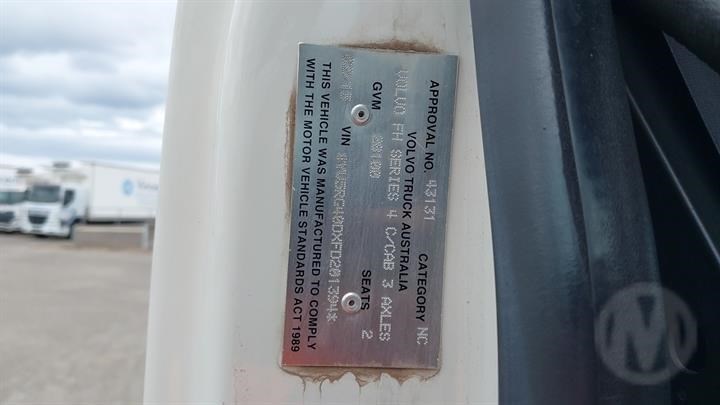 APPROVAL NO. 43131 CATEGORY NC
VOLVO TRUCK AUSTRALIA
VOLVO FH SERIES 4 C/CAB 3 AXLES
GVM SEATS 2
VIN
THIS VEHICLE WAS MANUFACTURED TO COMPLY
WITH THE MOTOR VEHICLE STANDARDS ACT 1989